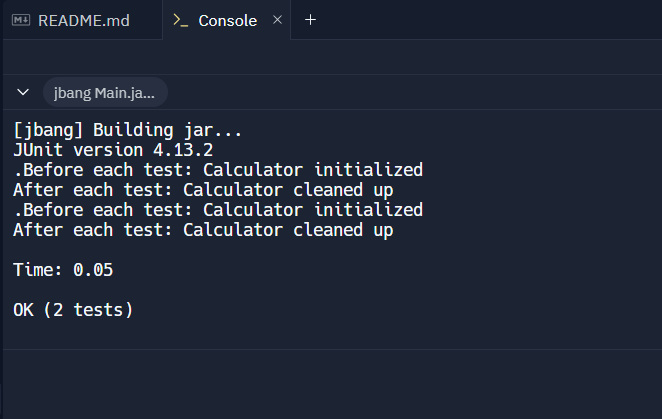 README.md
Console
jbang Main.ja...
[jbang] Building jar...
JUnit version 4.13.2
.Before each test: Calculator initialized
After each test: Calculator cleaned up
.Before each test: Calculator initialized
After each test: Calculator cleaned up
Time: 0.05
OK (2 tests)